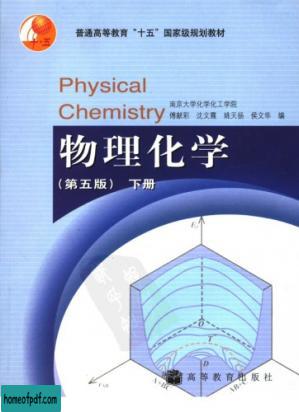 普通高等教育“十五”国家级规划教材
十·五
Physical
Chemistry
南京大学化学化工学院
傅献彩 沈文霞 姚天扬 侯文华 编
物理化学
(第五版) 下册
O
T
D
A+B
高等教育出版社
homeofpdf.com